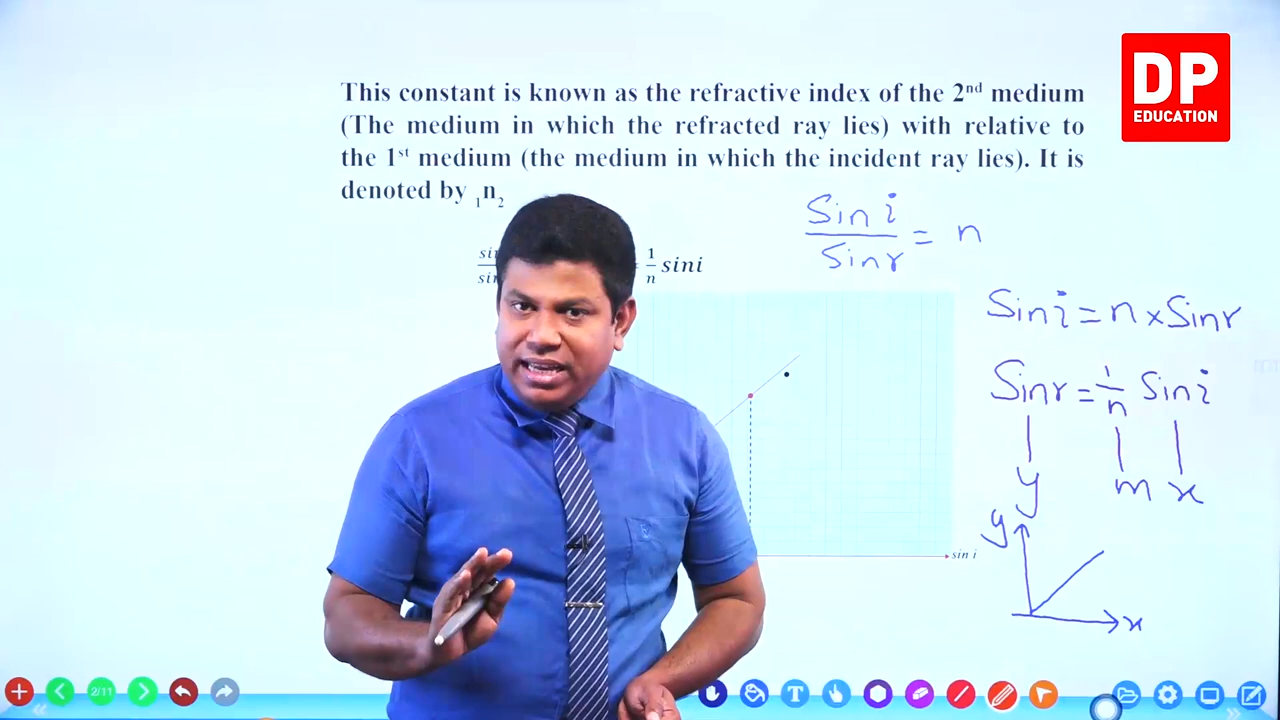 DP
EDUCATION
This constant is known as the refractive index of the 2nd medium
(The medium in which the refracted ray lies) with relative to
the 1st medium (the medium in which the incident ray lies). It is
denoted by ₁n₂
Sin i / Sin r = n
1/n sini
Sin i = n × Sin r
Sin r = 1/n Sin i
y m x
y
x
sin i
2/11
T